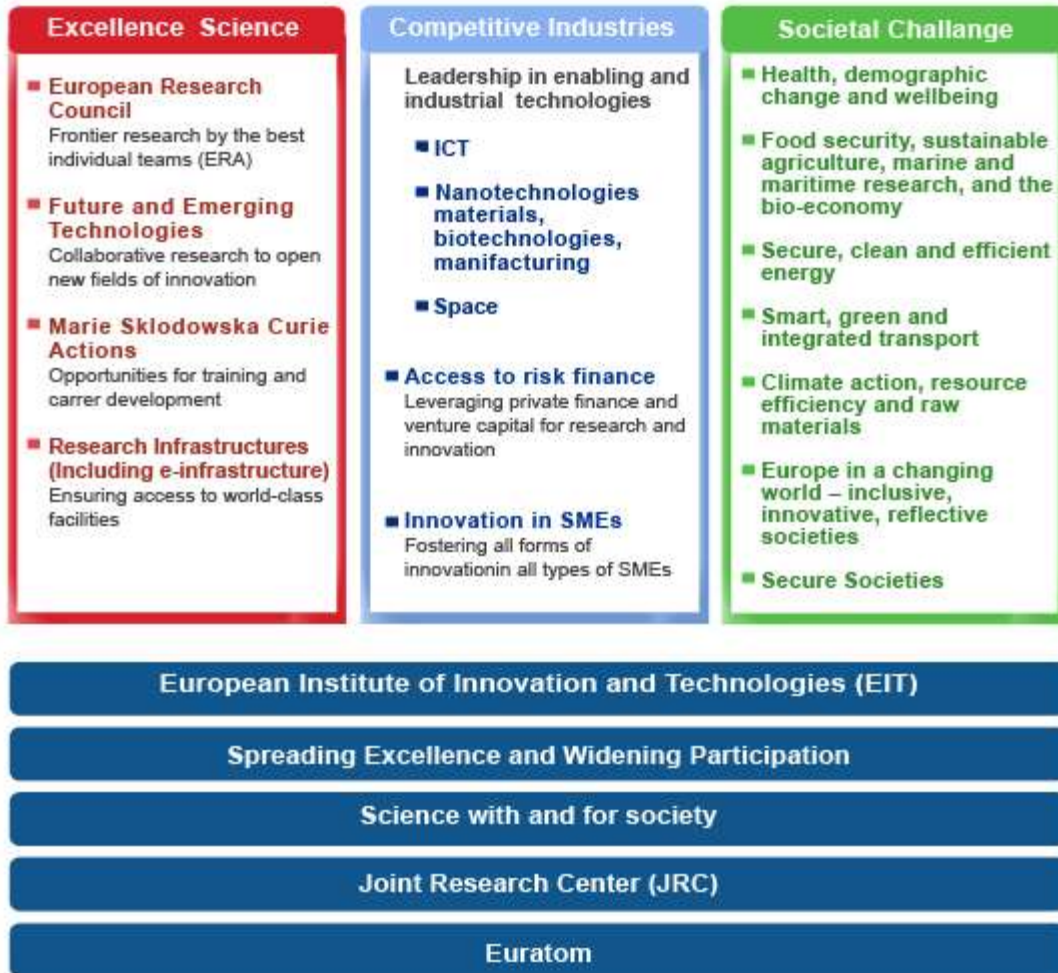 Excellence Science
European Research
Council
Frontier research by the best
individual teams (ERA)
Future and Emerging
Technologies
Collaborative research to open
new fields of innovation
Marie Sklodowska Curie
Actions
Opportunities for training and
carrer development
Research Infrastructures
(Including e-infrastructure)
Ensuring access to world-class
facilities
Competitive Industries
Leadership in enabling and
industrial technologies
ICT
Nanotechnologies
materials,
biotechnologies,
manifacturing
Space
Access to risk finance
Leveraging private finance and
venture capital for research and
innovation
Innovation in SMEs
Fostering all forms of
innovationin all types of SMEs
Societal Challange
Health, demographic
change and wellbeing
Food security, sustainable
agriculture, marine and
maritime research, and the
bio-economy
Secure, clean and efficient
energy
Smart, green and
integrated transport
Climate action, resource
efficiency and raw
materials
Europe in a changing
world – inclusive,
innovative, reflective
societies
Secure Societies
European Institute of Innovation and Technologies (EIT)
Spreading Excellence and Widening Participation
Science with and for society
Joint Research Center (JRC)
Euratom